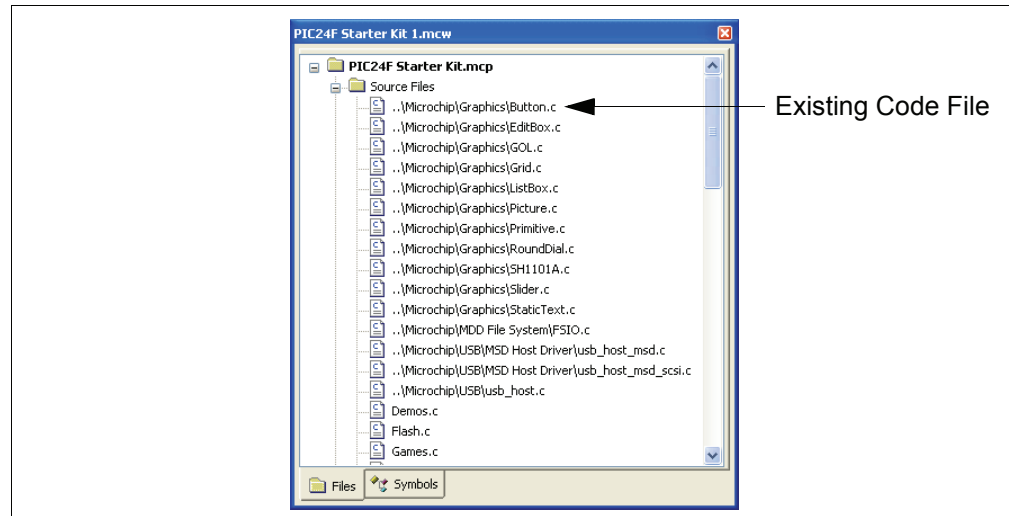 PIC24F Starter Kit 1.mcw
PIC24F Starter Kit.mcp
Source Files
..\Microchip\Graphics\Button.c
Existing Code File
..\Microchip\Graphics\EditBox.c
..\Microchip\Graphics\GOL.c
..\Microchip\Graphics\Grid.c
..\Microchip\Graphics\ListBox.c
..\Microchip\Graphics\Picture.c
..\Microchip\Graphics\Primitive.c
..\Microchip\Graphics\RoundDial.c
..\Microchip\Graphics\SH1101A.c
..\Microchip\Graphics\Slider.c
..\Microchip\Graphics\StaticText.c
..\Microchip\MDD File System\FSIO.c
..\Microchip\USB\MSD Host Driver\usb_host_msd.c
..\Microchip\USB\MSD Host Driver\usb_host_msd_scsi.c
..\Microchip\USB\usb_host.c
Demos.c
Flash.c
Games.c
Files
Symbols